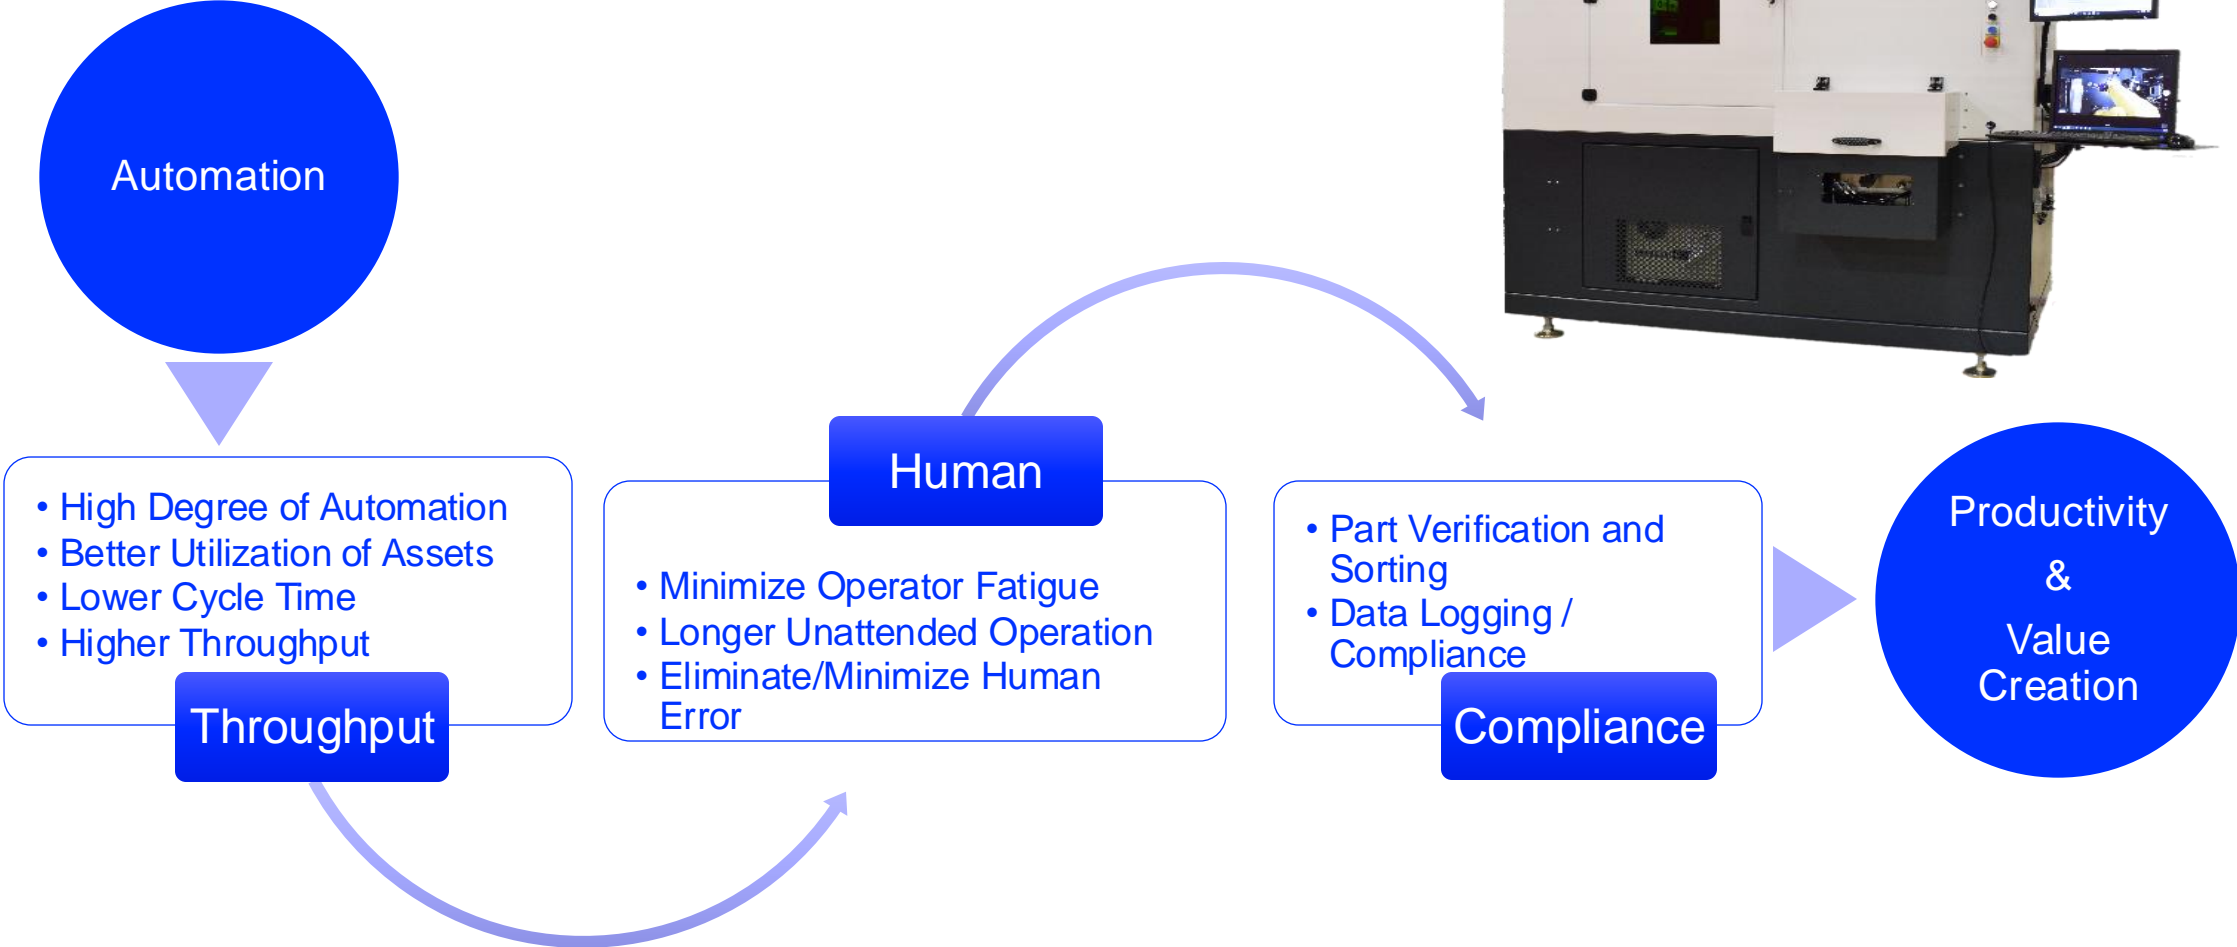 Automation
• High Degree of Automation
• Better Utilization of Assets
• Lower Cycle Time
• Higher Throughput
Throughput
Human
• Minimize Operator Fatigue
• Longer Unattended Operation
• Eliminate/Minimize Human
Error
• Part Verification and
Sorting
• Data Logging /
Compliance
Compliance
Productivity
&
Value
Creation